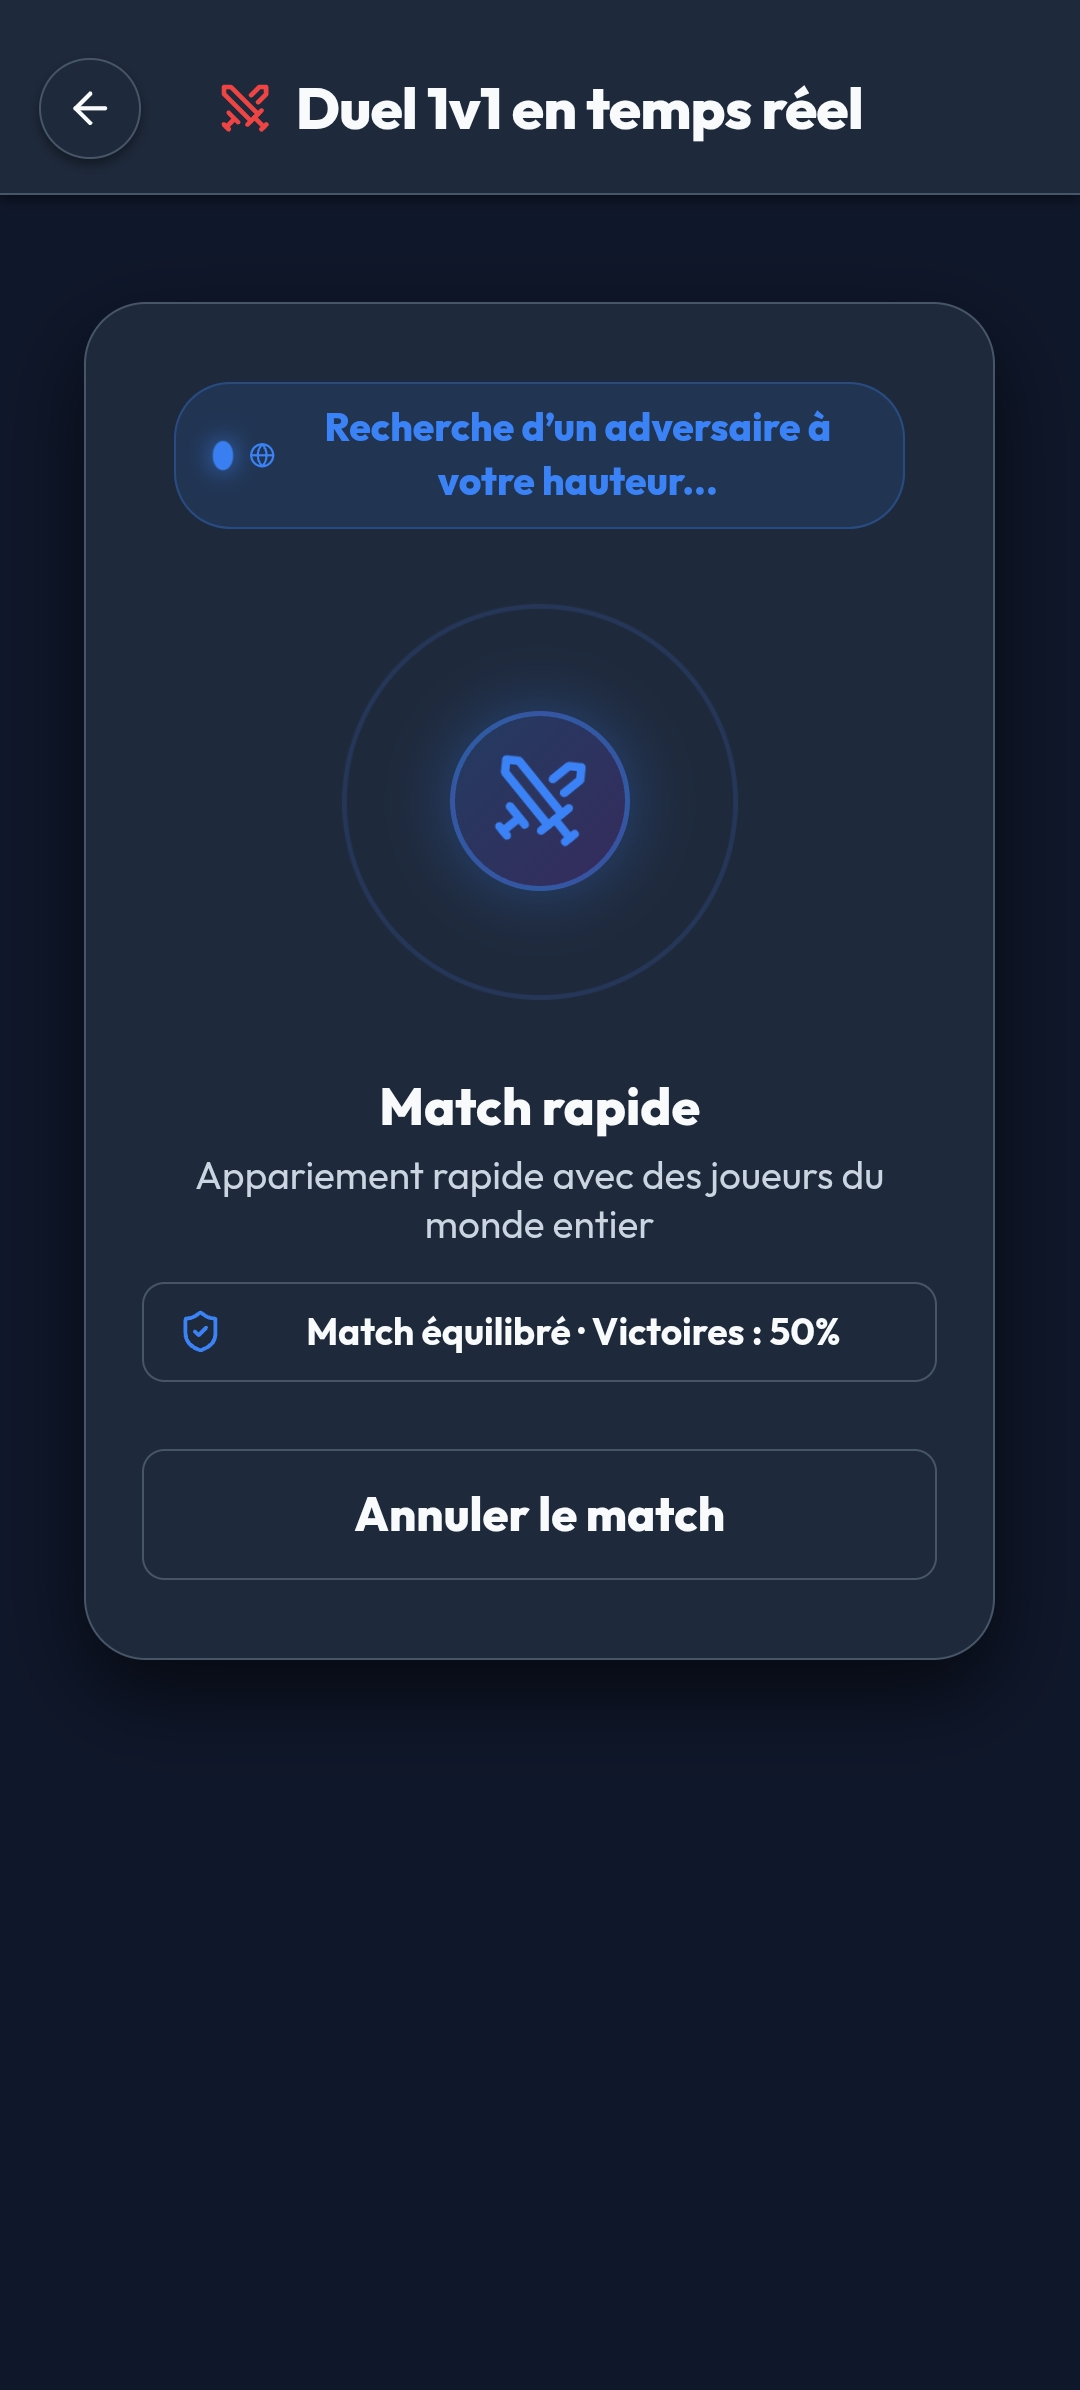 Duel 1v1 en temps réel
Recherche d’un adversaire à
votre hauteur...
Match rapide
Appariement rapide avec des joueurs du
monde entier
Match équilibré · Victoires : 50%
Annuler le match